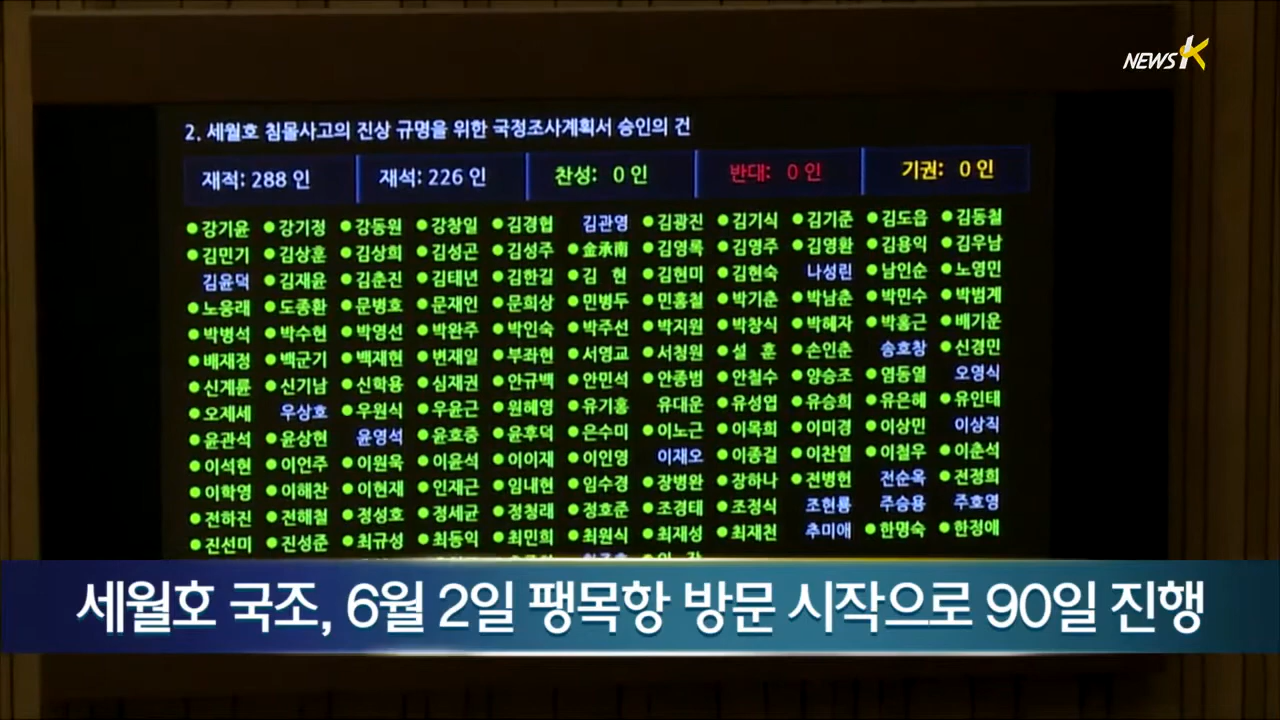 NEWS K
2. 세월호 침몰사고의 진상 규명을 위한 국정조사계획서 승인의 건
재적: 288 인 재석: 226 인 찬성: 0 인 반대: 0 인 기권: 0 인
강기윤 강기정 강동원 강창일 김경협 김관영 김광진 김기식 김기준 김도읍 김동철
김민기 김상훈 김상희 김성곤 김성주 金承南 김영록 김영주 김영환 김용익 김우남
김윤덕 김재윤 김춘진 김태년 김한길 김 현 김현미 김현숙 나성린 남인순 노영민
노웅래 도종환 문병호 문재인 문희상 민병두 민홍철 박기춘 박남춘 박민수 박범계
박병석 박수현 박영선 박완주 박인숙 박주선 박지원 박창식 박혜자 박홍근 배기운
배재정 백군기 백재현 변재일 부좌현 서영교 서청원 설 훈 손인춘 송호창 신경민
신계륜 신기남 신학용 심재권 안규백 안민석 안종범 안철수 양승조 염동열 오영식
오제세 우상호 우원식 우윤근 원혜영 유기홍 유대운 유성엽 유승희 유은혜 유인태
윤관석 윤상현 윤영석 윤호중 윤후덕 은수미 이노근 이목희 이미경 이상민 이상직
이석현 이언주 이원욱 이윤석 이이재 이인영 이재오 이종걸 이찬열 이철우 이춘석
이학영 이해찬 이현재 인재근 임내현 임수경 장병완 장하나 전병헌 전순옥 전정희
전하진 전해철 정성호 정세균 정청래 정호준 조경태 조정식 조현룡 주승용 주호영
진선미 진성준 최규성 최동익 최민희 최원식 최재성 최재천 추미애 한명숙 한정애
세월호 국조, 6월 2일 팽목항 방문 시작으로 90일 진행